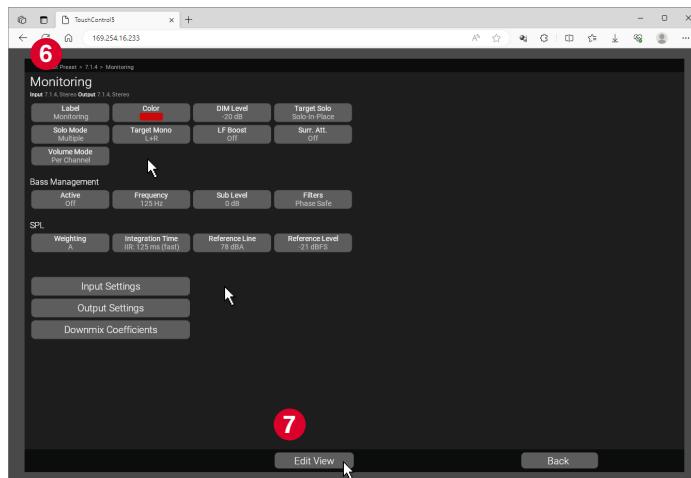 TouchControl5
169.254.16.233
6
Preset > 7.1.4 > Monitoring
Monitoring
Input 7.1.4, Stereo Output 7.1.4, Stereo
Label Color DIM Level Target Solo
Monitoring -20 dB Solo-In-Place
Solo Mode Target Mono LF Boost Surr. Att.
Multiple L+R Off Off
Volume Mode
Per Channel
Bass Management
Active Frequency Sub Level Filters
Off 125 Hz 0 dB Phase Safe
SPL
Weighting Integration Time Reference Line Reference Level
A IIR: 125 ms (fast) 78 dBA -21 dBFS
Input Settings
Output Settings
Downmix Coefficients
7
Edit View Back